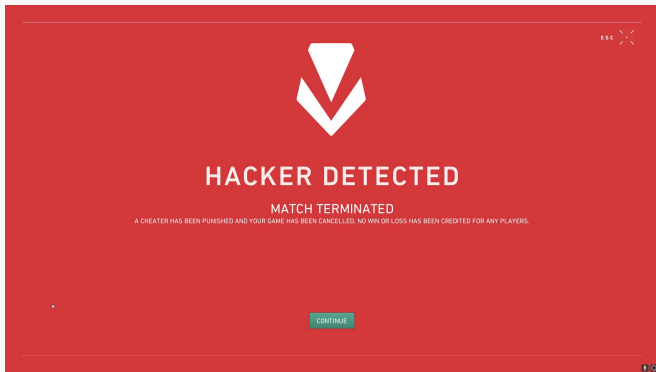 ESC
HACKER DETECTED
MATCH TERMINATED
A CHEATER HAS BEEN PUNISHED AND YOUR GAME HAS BEEN CANCELLED, NO WIN OR LOSS HAS BEEN CREDITED FOR ANY PLAYERS.
CONTINUE